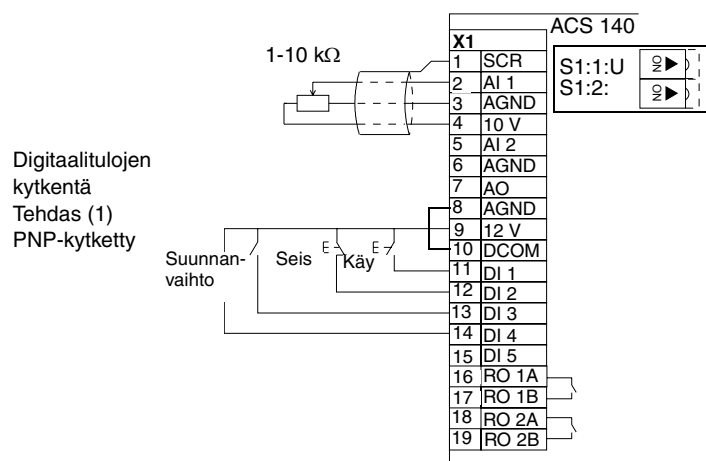 ACS 140
1-10 kΩ
X1
1 SCR
2 AI 1
3 AGND
4 10 V
5 AI 2
6 AGND
7 AO
8 AGND
9 12 V
10 DCOM
11 DI 1
12 DI 2
13 DI 3
14 DI 4
15 DI 5
16 RO 1A
17 RO 1B
18 RO 2A
19 RO 2B
S1:1:U
S1:2:
ON
ON
Digitaalitulojen
kytkentä
Tehdas (1)
PNP-kytketty
Suunnan-
vaihto
Seis
Käy